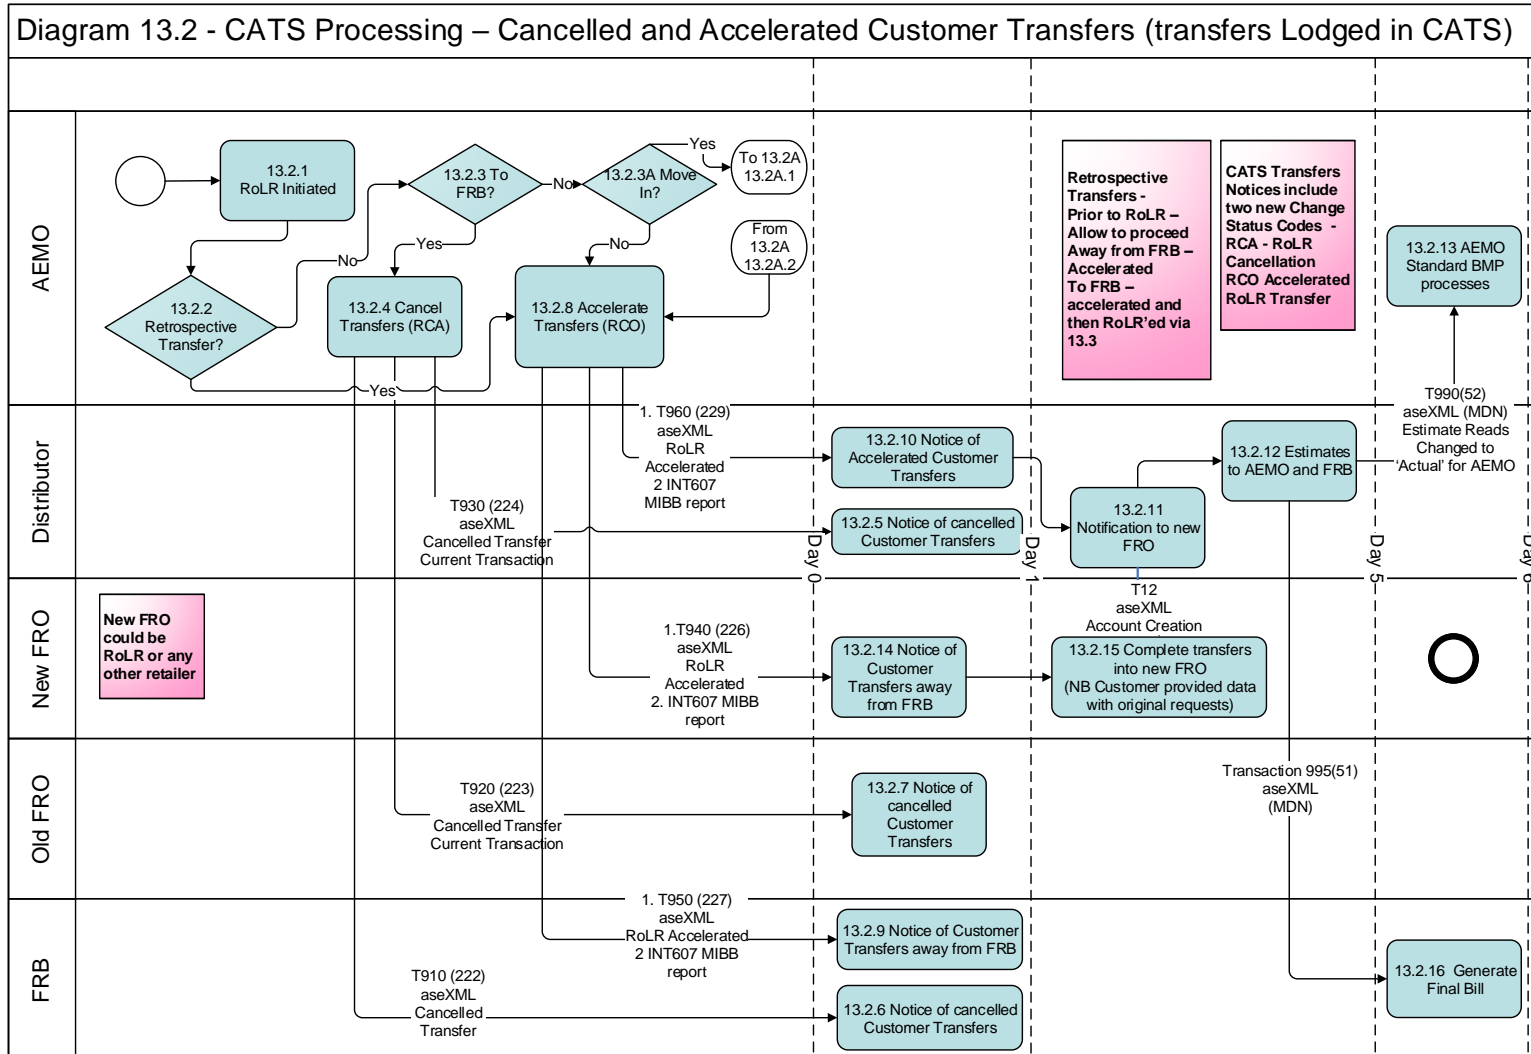 Diagram 13.2 - CATS Processing – Cancelled and Accelerated Customer Transfers (transfers Lodged in CATS)
AEMO
13.2.1
RoLR Initiated
13.2.2
Retrospective
Transfer?
No
Yes
13.2.3 To
FRB?
No
Yes
13.2.3A Move
In?
Yes
No
To 13.2A
13.2A.1
From
13.2A
13.2A.2
13.2.4 Cancel
Transfers (RCA)
13.2.8 Accelerate
Transfers (RCO)
Retrospective
Transfers -
Prior to RoLR –
Allow to proceed
Away from FRB –
Accelerated
To FRB –
accelerated and
then RoLR’ed via
13.3
CATS Transfers
Notices include
two new Change
Status Codes -
RCA - RoLR
Cancellation
RCO Accelerated
RoLR Transfer
13.2.13 AEMO
Standard BMP
processes
T990(52)
aseXML (MDN)
Estimate Reads
Changed to
‘Actual’ for AEMO
Distributor
1. T960 (229)
aseXML
RoLR
Accelerated
2 INT607
MIBB report
T930 (224)
aseXML
Cancelled Transfer
Current Transaction
13.2.10 Notice of
Accelerated Customer
Transfers
13.2.5 Notice of cancelled
Customer Transfers
13.2.11
Notification to new
FRO
13.2.12 Estimates
to AEMO and FRB
Day 0
Day 1
Day 5
Day 6
New FRO
New FRO
could be
RoLR or any
other retailer
1.T940 (226)
aseXML
RoLR
Accelerated
2. INT607 MIBB
report
13.2.14 Notice of
Customer
Transfers away
from FRB
T12
aseXML
Account Creation
13.2.15 Complete transfers
into new FRO
(NB Customer provided data
with original requests)
Old FRO
T920 (223)
aseXML
Cancelled Transfer
Current Transaction
13.2.7 Notice of
cancelled
Customer
Transfers
Transaction 995(51)
aseXML
(MDN)
FRB
1. T950 (227)
aseXML
RoLR Accelerated
2 INT607 MIBB
report
T910 (222)
aseXML
Cancelled
Transfer
13.2.9 Notice of Customer
Transfers away from FRB
13.2.6 Notice of cancelled
Customer Transfers
13.2.16 Generate
Final Bill